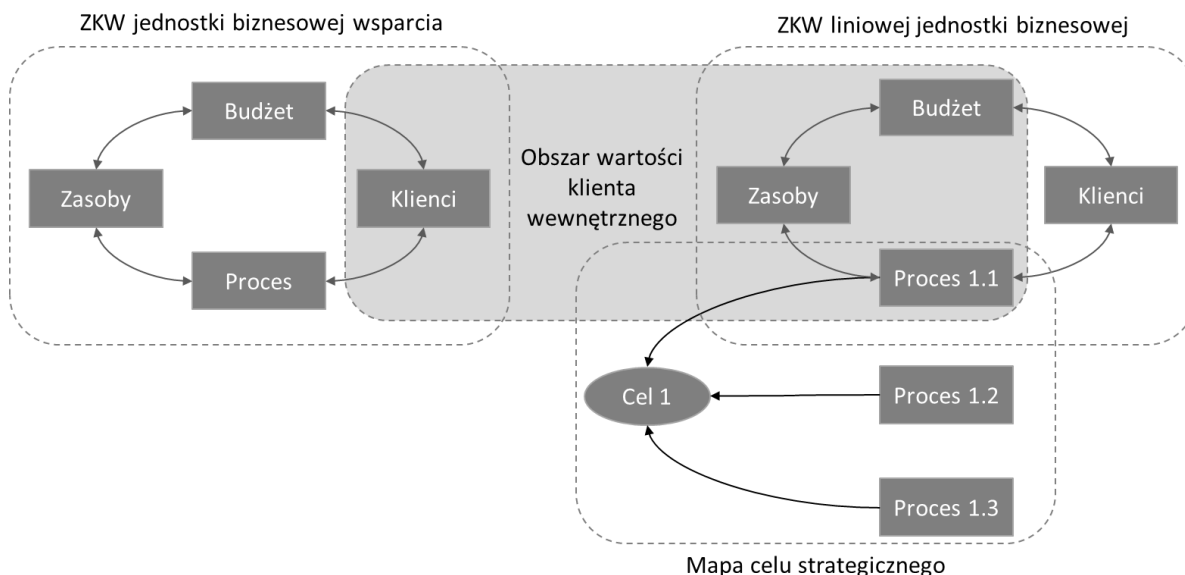 ZKW jednostki biznesowej wsparcia
ZKW liniowej jednostki biznesowej
Budżet
Zasoby
Klienci
Proces
Obszar wartości
klienta
wewnętrznego
Budżet
Zasoby
Klienci
Proces 1.1
Cel 1
Proces 1.2
Proces 1.3
Mapa celu strategicznego